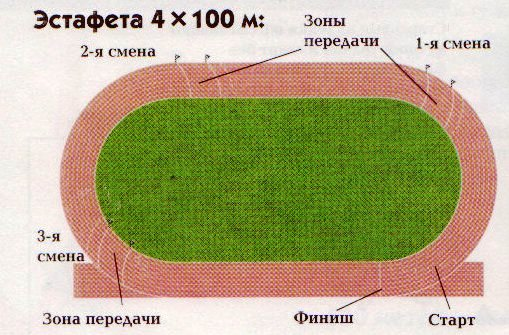 Эстафета 4×100 м:
Зоны
передачи
1-я смена
2-я смена
3-я
смена
Зона передачи
Финиш
Старт